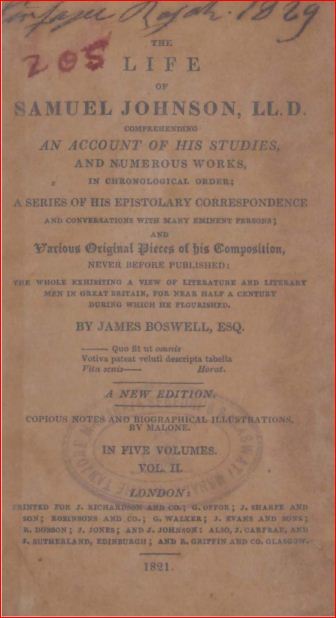 1829
205
THE
LIFE
OF
SAMUEL JOHNSON, LL.D.
COMPREHENDING
AN ACCOUNT OF HIS STUDIES,
AND NUMEROUS WORKS,
IN CHRONOLOGICAL ORDER;
A SERIES OF HIS EPISTOLARY CORRESPONDENCE
AND CONVERSATIONS WITH MANY EMINENT PERSONS;
AND
Various Original Pieces of his Composition,
NEVER BEFORE PUBLISHED:
THE WHOLE EXHIBITING A VIEW OF LITERATURE AND LITERARY
MEN IN GREAT BRITAIN, FOR NEAR HALF A CENTURY
DURING WHICH HE FLOURISHED.
BY JAMES BOSWELL, ESQ.
—— Quo fit ut omnis
Votiva pateat veluti descripta tabella
Vita senis—— Horat.
A NEW EDITION.
COPIOUS NOTES AND BIOGRAPHICAL ILLUSTRATIONS,
BY MALONE.
IN FIVE VOLUMES.
VOL. II.
LONDON:
PRINTED FOR J. RICHARDSON AND CO.; G. OFFOR; J. SHARPE AND
SON; ROBINSONS AND CO.; G. WALKER; J. EVANS AND SONS;
R. DOBSON; J. JONES; AND J. JOHNSON: ALSO, J. CARFRAE, AND
J. SUTHERLAND, EDINBURGH; AND R. GRIFFIN AND CO. GLASGOW.
1821.